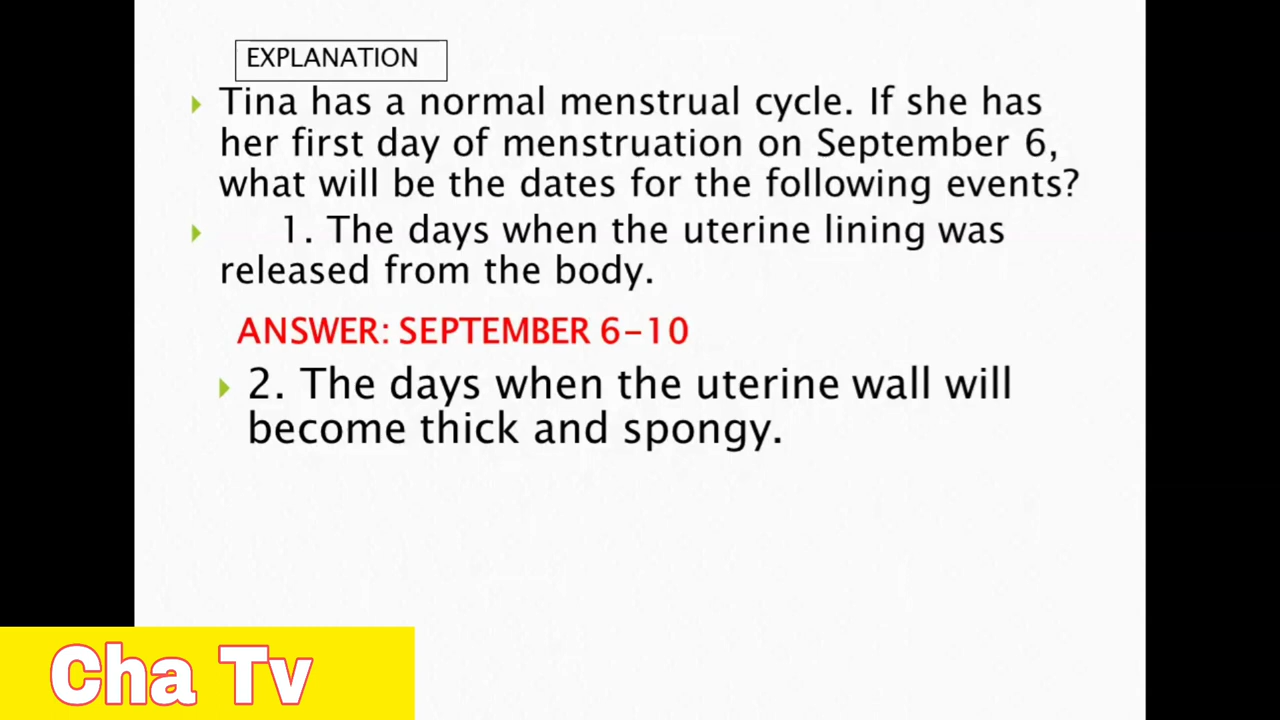 EXPLANATION
Tina has a normal menstrual cycle. If she has
her first day of menstruation on September 6,
what will be the dates for the following events?
1. The days when the uterine lining was
released from the body.
ANSWER: SEPTEMBER 6-10
2. The days when the uterine wall will
become thick and spongy.
Cha Tv